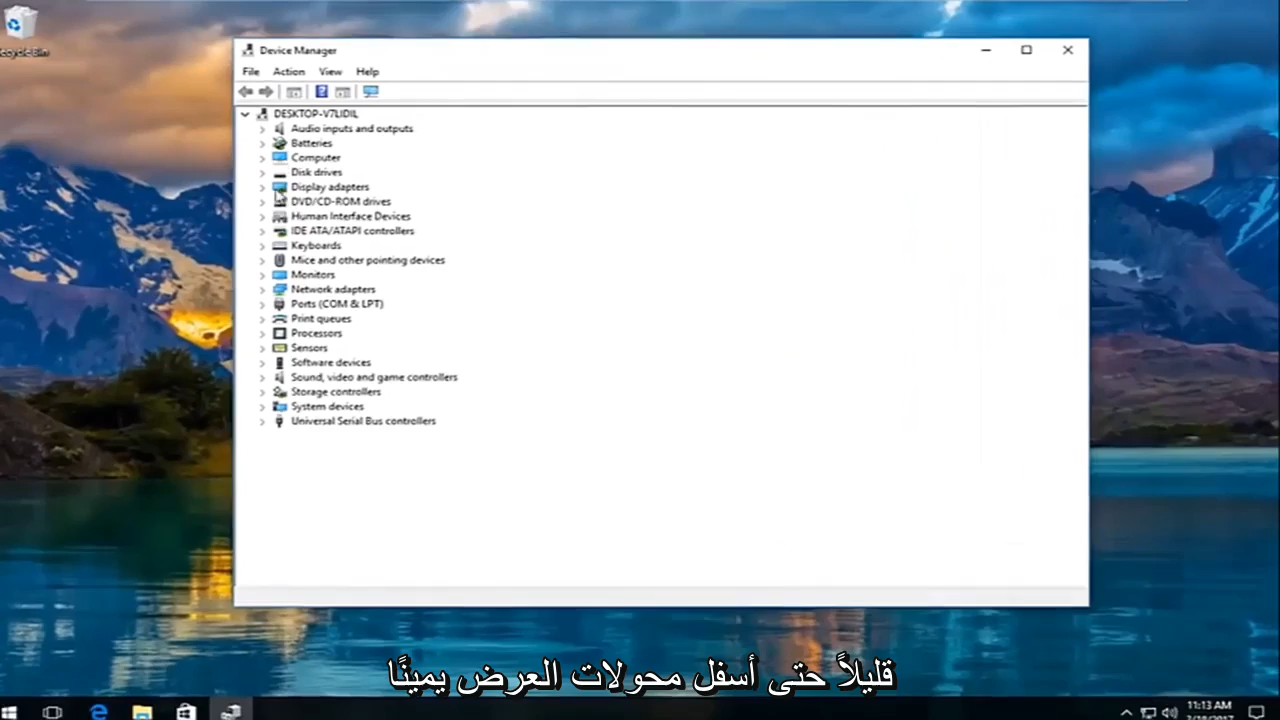 Device Manager
File Action View Help
DESKTOP-V7LIDIL
Audio inputs and outputs
Batteries
Computer
Disk drives
Display adapters
DVD/CD-ROM drives
Human Interface Devices
IDE ATA/ATAPI controllers
Keyboards
Mice and other pointing devices
Monitors
Network adapters
Ports (COM & LPT)
Print queues
Processors
Sensors
Software devices
Sound, video and game controllers
Storage controllers
System devices
Universal Serial Bus controllers
قليلاً حتى أسفل محولات العرض يمينًا
11:13 AM